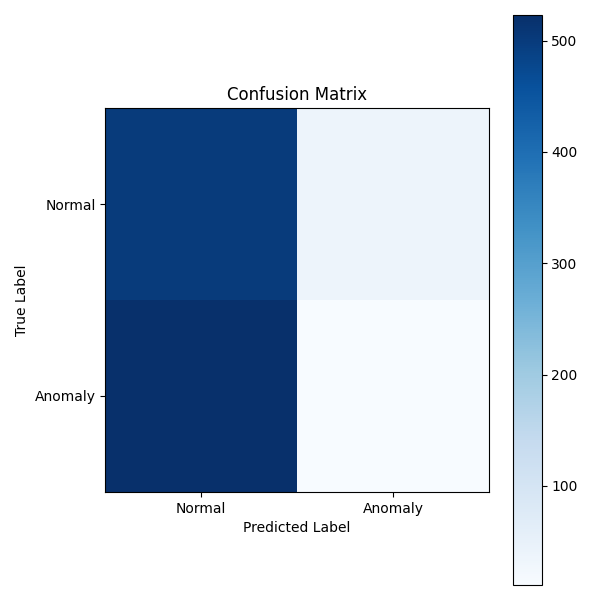 Confusion Matrix
True Label
Normal
Anomaly
Normal Anomaly
Predicted Label
500
400
300
200
100